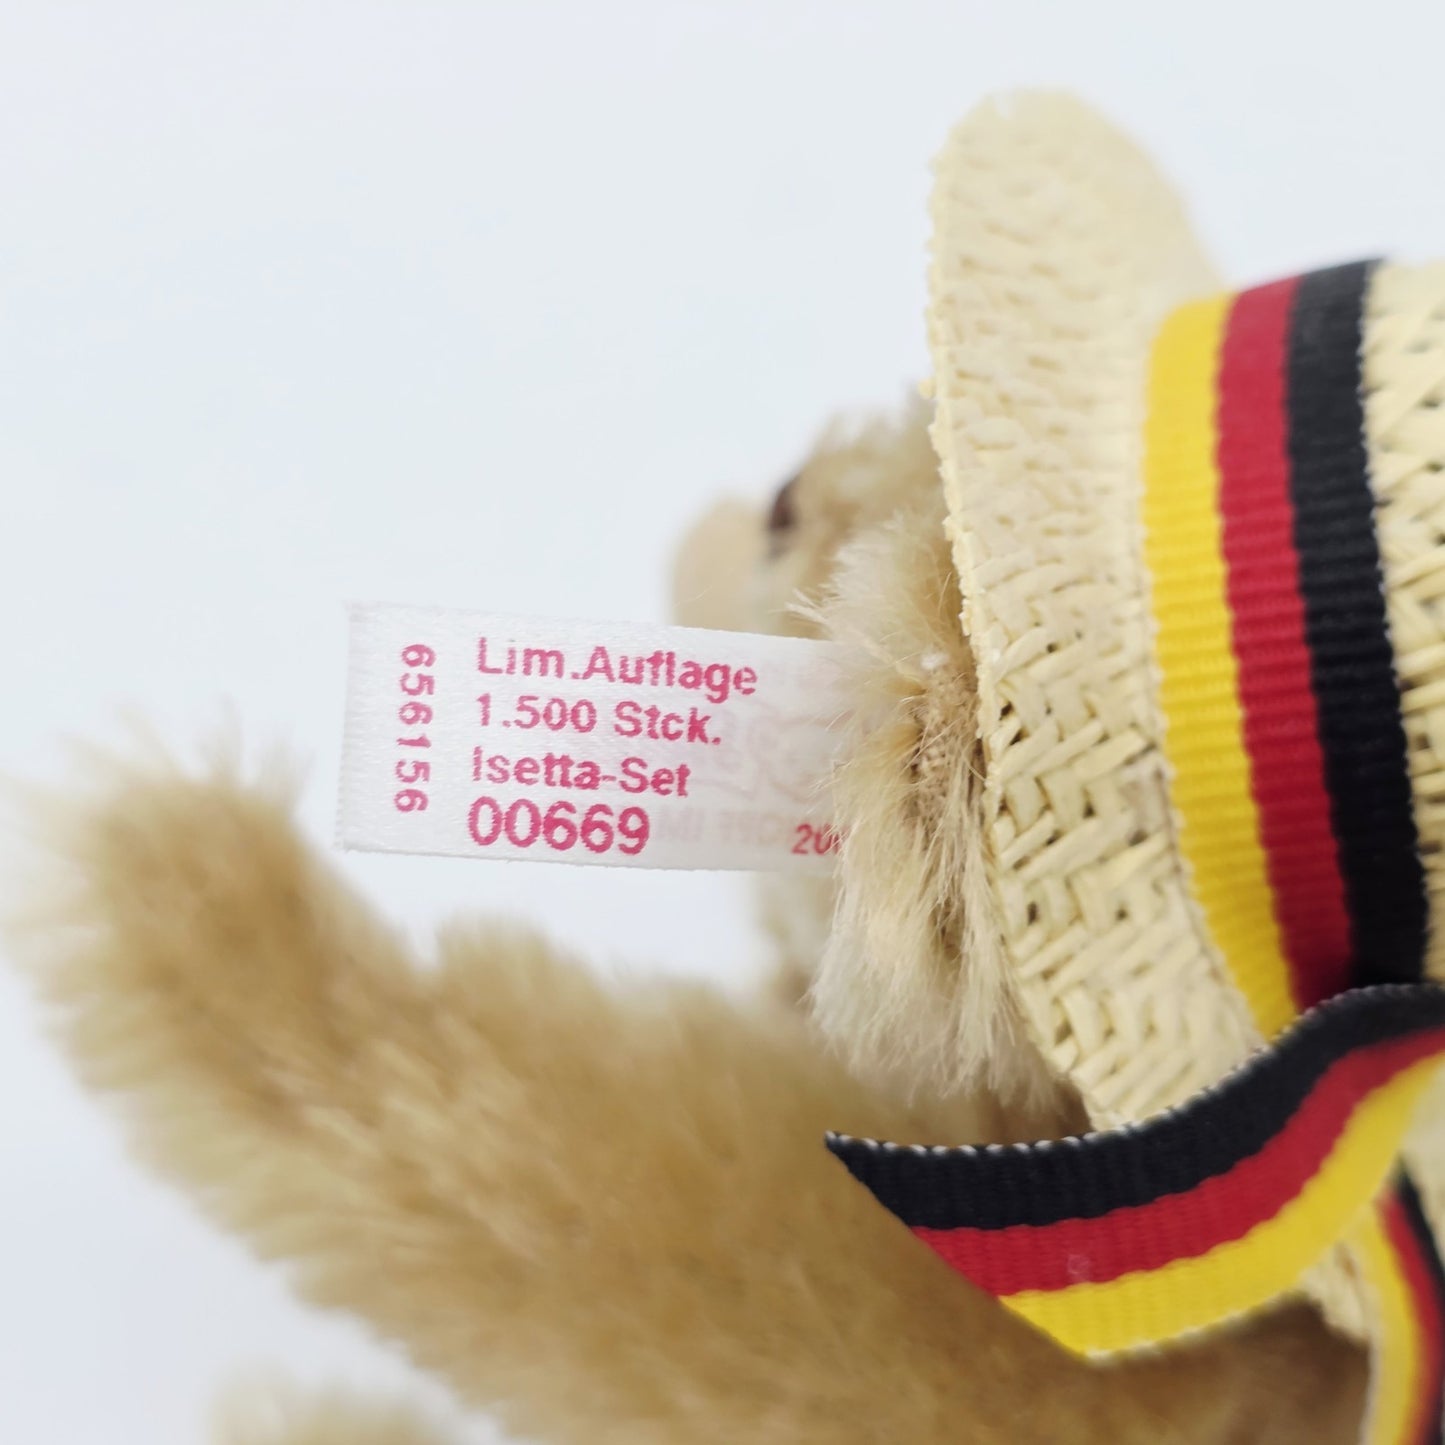 656156
Lim.Auflage
1.500 Stck.
Isetta-Set
00669